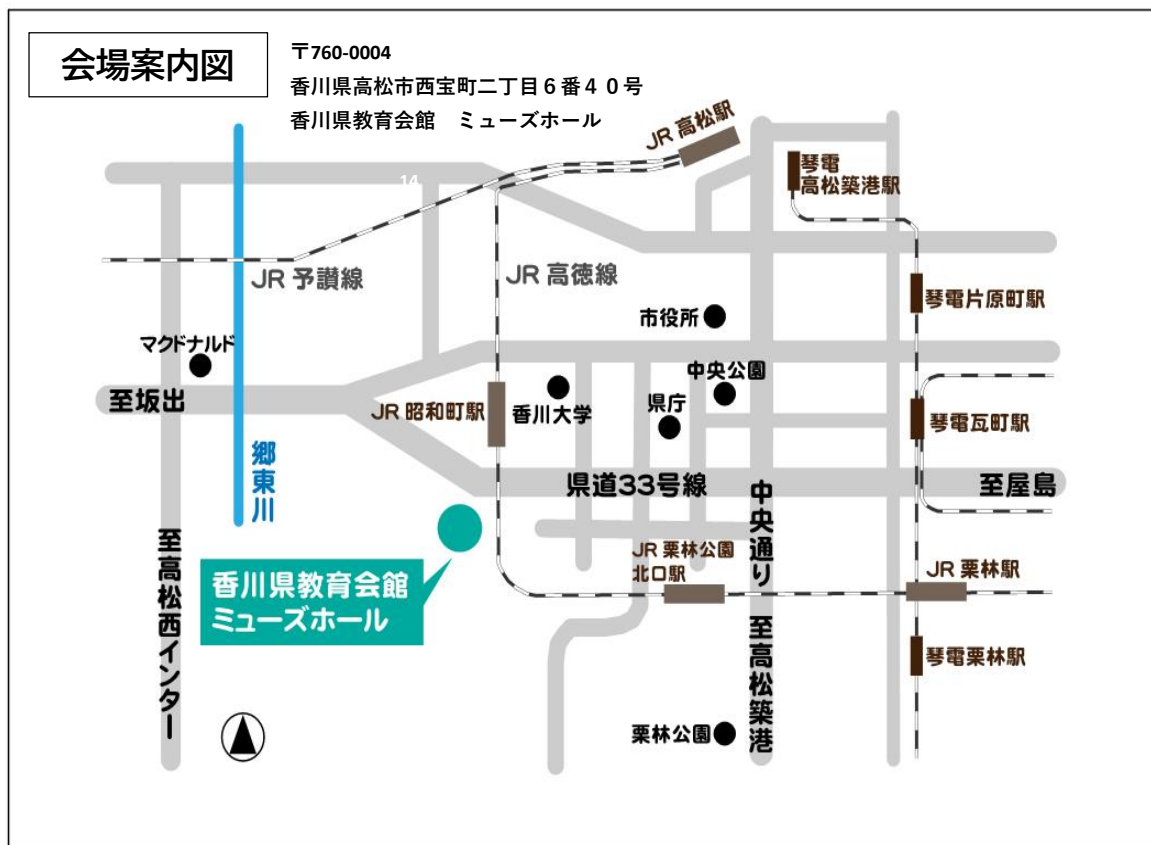 会場案内図
〒760-0004
香川県高松市西宝町二丁目６番４０号
香川県教育会館　ミューズホール
JR 高松駅
琴電
高松築港駅
14
JR 予讃線
JR 高徳線
琴電片原町駅
市役所
マクドナルド
中央公園
至坂出
JR 昭和町駅
香川大学
県庁
琴電瓦町駅
郷東川
県道33号線
中央通り
至屋島
至高松西インター
香川県教育会館
ミューズホール
JR 栗林公園
北口駅
JR 栗林駅
至高松築港
琴電栗林駅
栗林公園